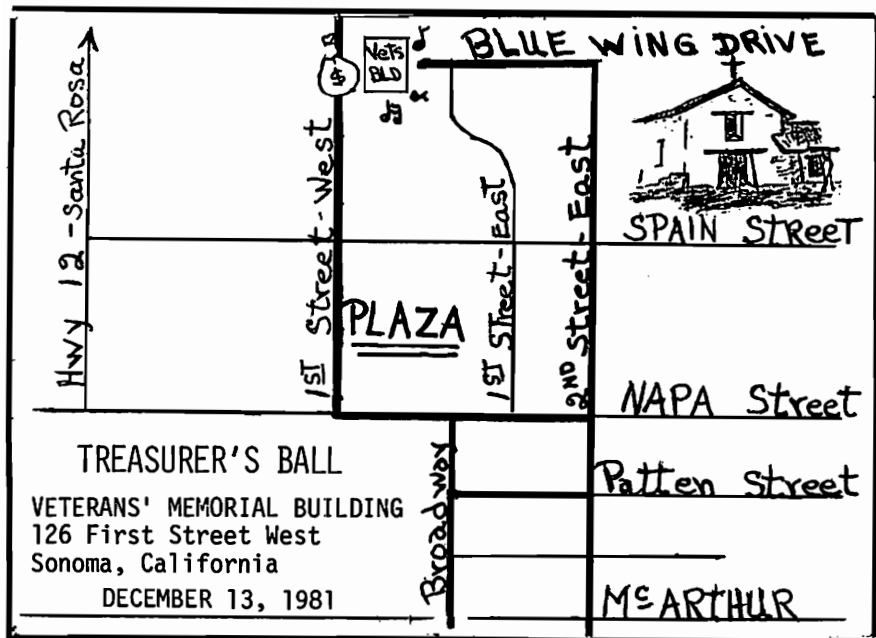 BLUE WING DRIVE
Vets
BLD
Hwy 12 - Santa Rosa
1ST Street - West
1ST Street - East
2ND Street - East
SPAIN Street
PLAZA
NAPA Street
Broadway
Patten Street
McARTHUR
TREASURER'S BALL
VETERANS' MEMORIAL BUILDING
126 First Street West
Sonoma, California
DECEMBER 13, 1981